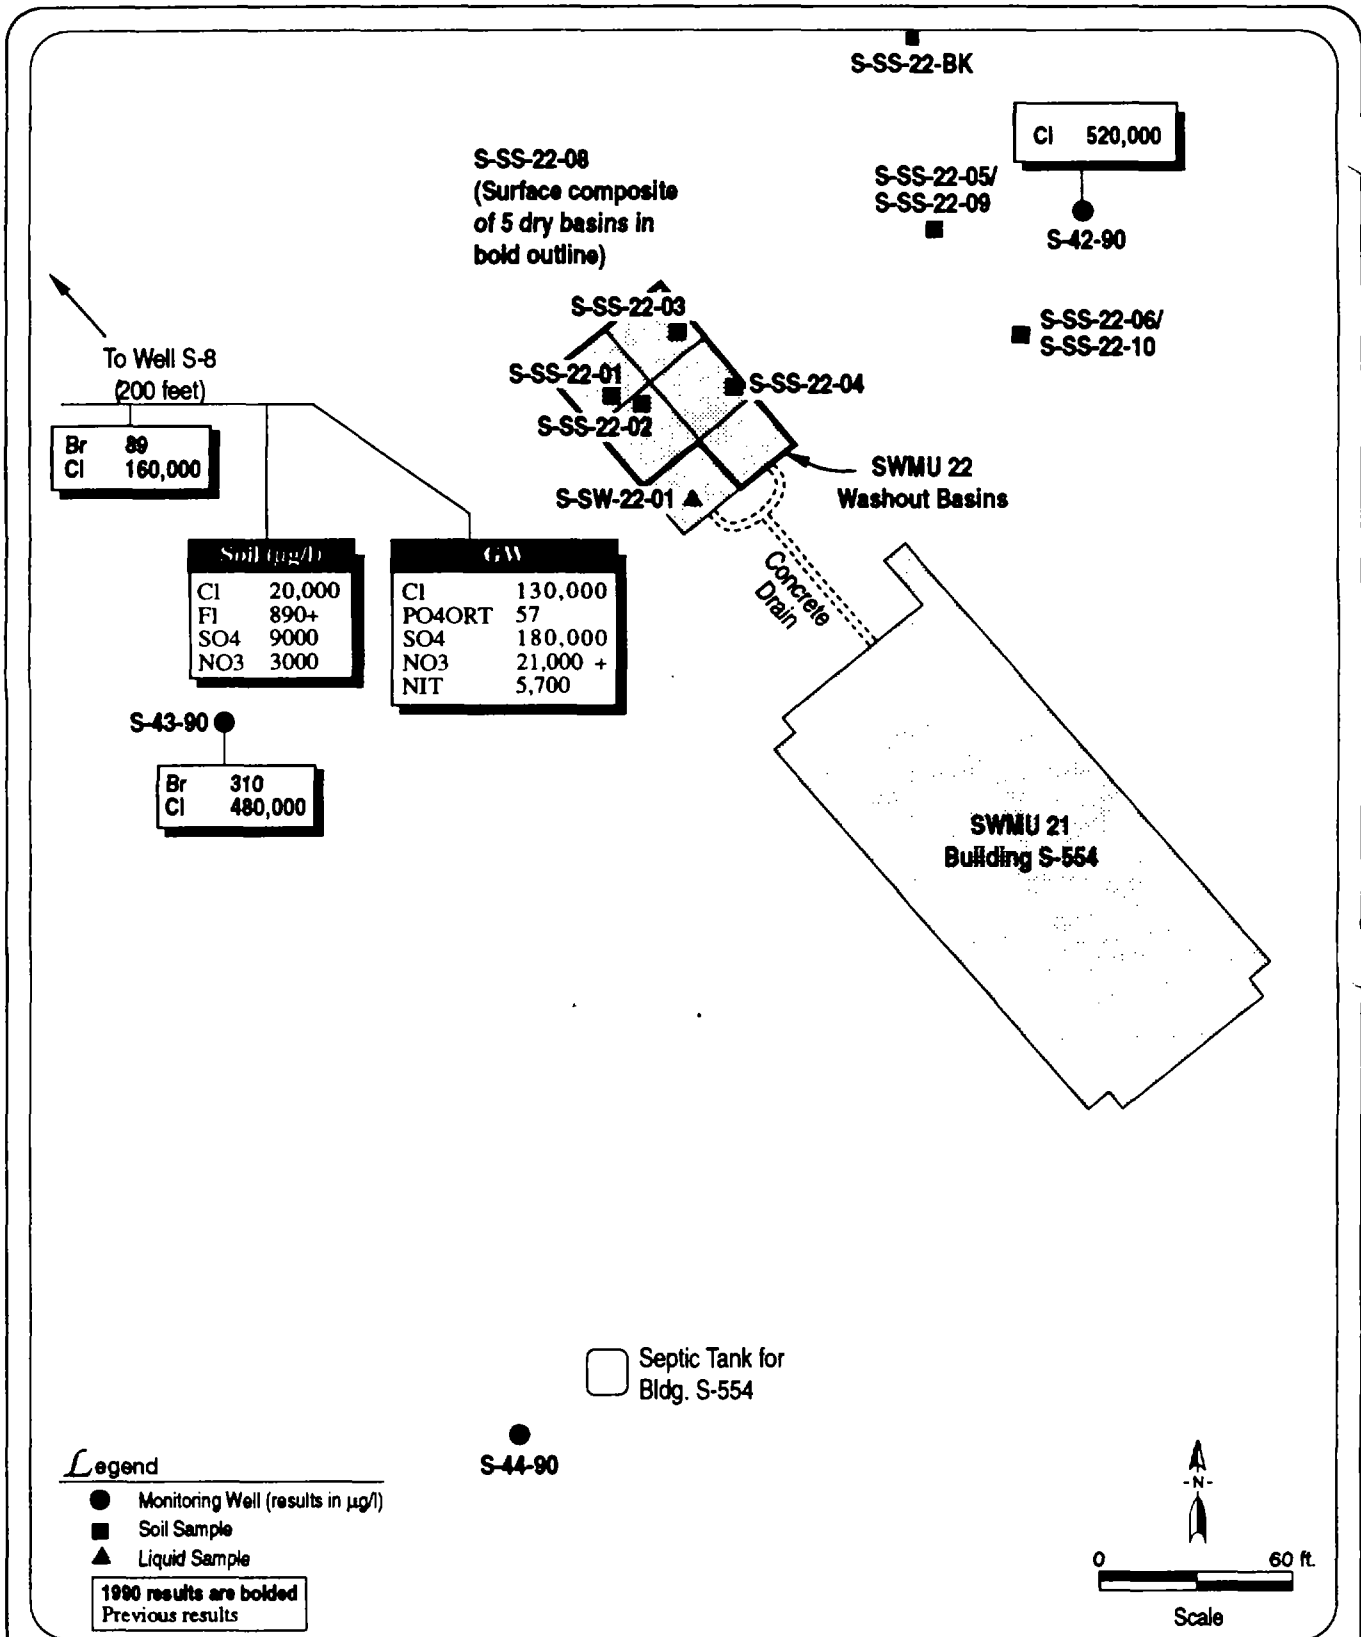 S-SS-22-BK
Cl 520,000
S-42-90
S-SS-22-05/
S-SS-22-09
S-SS-22-06/
S-SS-22-10
S-SS-22-08
(Surface composite
of 5 dry basins in
bold outline)
S-SS-22-03
S-SS-22-01
S-SS-22-04
S-SS-22-02
S-SW-22-01
SWMU 22
Washout Basins
Concrete
Drain
To Well S-8
(200 feet)
Br 89
Cl 160,000
Soil (µg/l)
Cl 20,000
Fl 890+
SO4 9000
NO3 3000
GW
Cl 130,000
PO4ORT 57
SO4 180,000
NO3 21,000 +
NIT 5,700
S-43-90
Br 310
Cl 480,000
SWMU 21
Building S-554
Septic Tank for
Bldg. S-554
S-44-90
Legend
Monitoring Well (results in µg/l)
Soil Sample
Liquid Sample
1990 results are bolded
Previous results
-N-
0 60 ft.
Scale